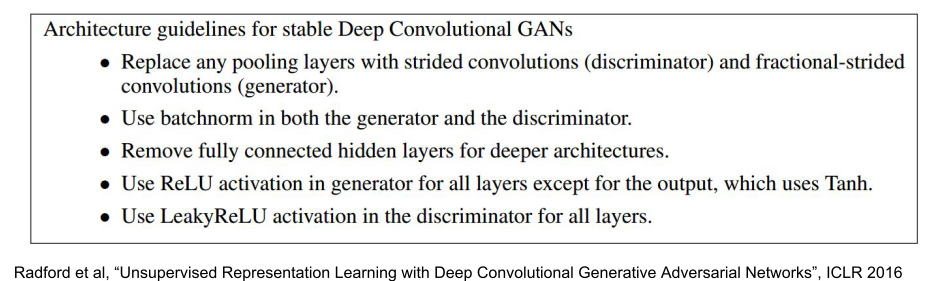 Architecture guidelines for stable Deep Convolutional GANs
• Replace any pooling layers with strided convolutions (discriminator) and fractional-strided
convolutions (generator).
• Use batchnorm in both the generator and the discriminator.
• Remove fully connected hidden layers for deeper architectures.
• Use ReLU activation in generator for all layers except for the output, which uses Tanh.
• Use LeakyReLU activation in the discriminator for all layers.
Radford et al, “Unsupervised Representation Learning with Deep Convolutional Generative Adversarial Networks”, ICLR 2016